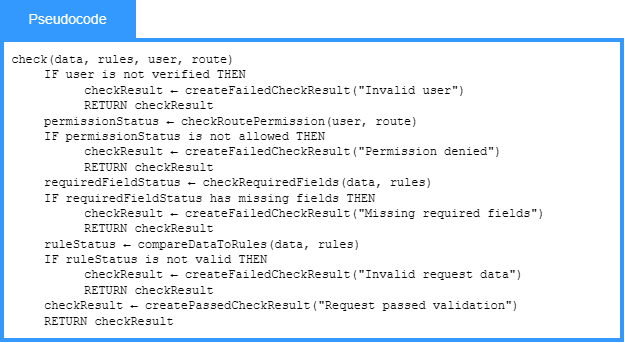 Pseudocode
check(data, rules, user, route)
IF user is not verified THEN
checkResult ← createFailedCheckResult("Invalid user")
RETURN checkResult
permissionStatus ← checkRoutePermission(user, route)
IF permissionStatus is not allowed THEN
checkResult ← createFailedCheckResult("Permission denied")
RETURN checkResult
requiredFieldStatus ← checkRequiredFields(data, rules)
IF requiredFieldStatus has missing fields THEN
checkResult ← createFailedCheckResult("Missing required fields")
RETURN checkResult
ruleStatus ← compareDataToRules(data, rules)
IF ruleStatus is not valid THEN
checkResult ← createFailedCheckResult("Invalid request data")
RETURN checkResult
checkResult ← createPassedCheckResult("Request passed validation")
RETURN checkResult